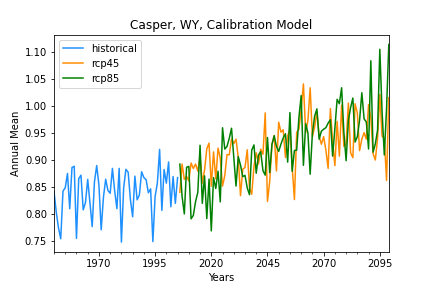 Casper, WY, Calibration Model
historical
rcp45
rcp85
Annual Mean
1.10
1.05
1.00
0.95
0.90
0.85
0.80
0.75
1970 1995 2020 2045 2070 2095
Years